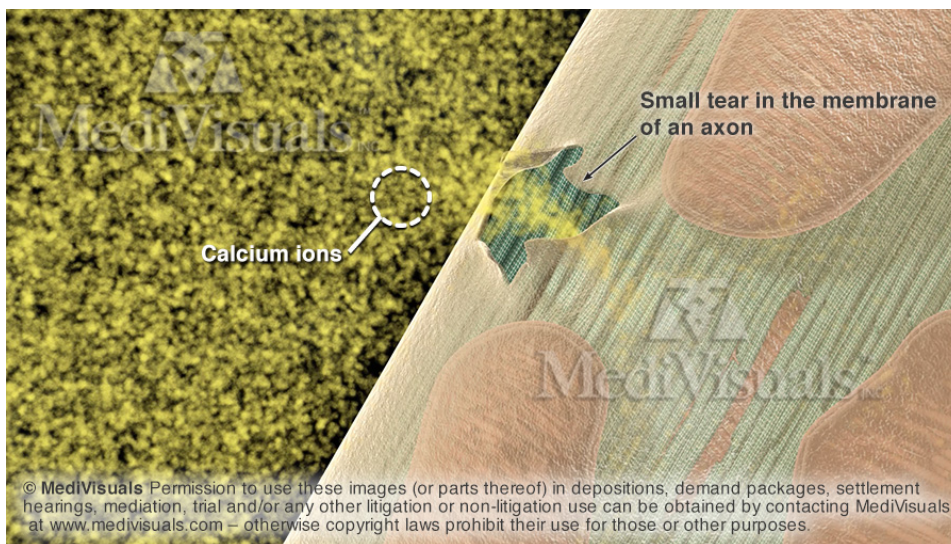 MediVisuals INC.
Small tear in the membrane
of an axon
Calcium ions
MediVisuals
© MediVisuals Permission to use these images (or parts thereof) in depositions, demand packages, settlement
hearings, mediation, trial and/or any other litigation or non-litigation use can be obtained by contacting MediVisuals
at www.medivisuals.com – otherwise copyright laws prohibit their use for those or other purposes.